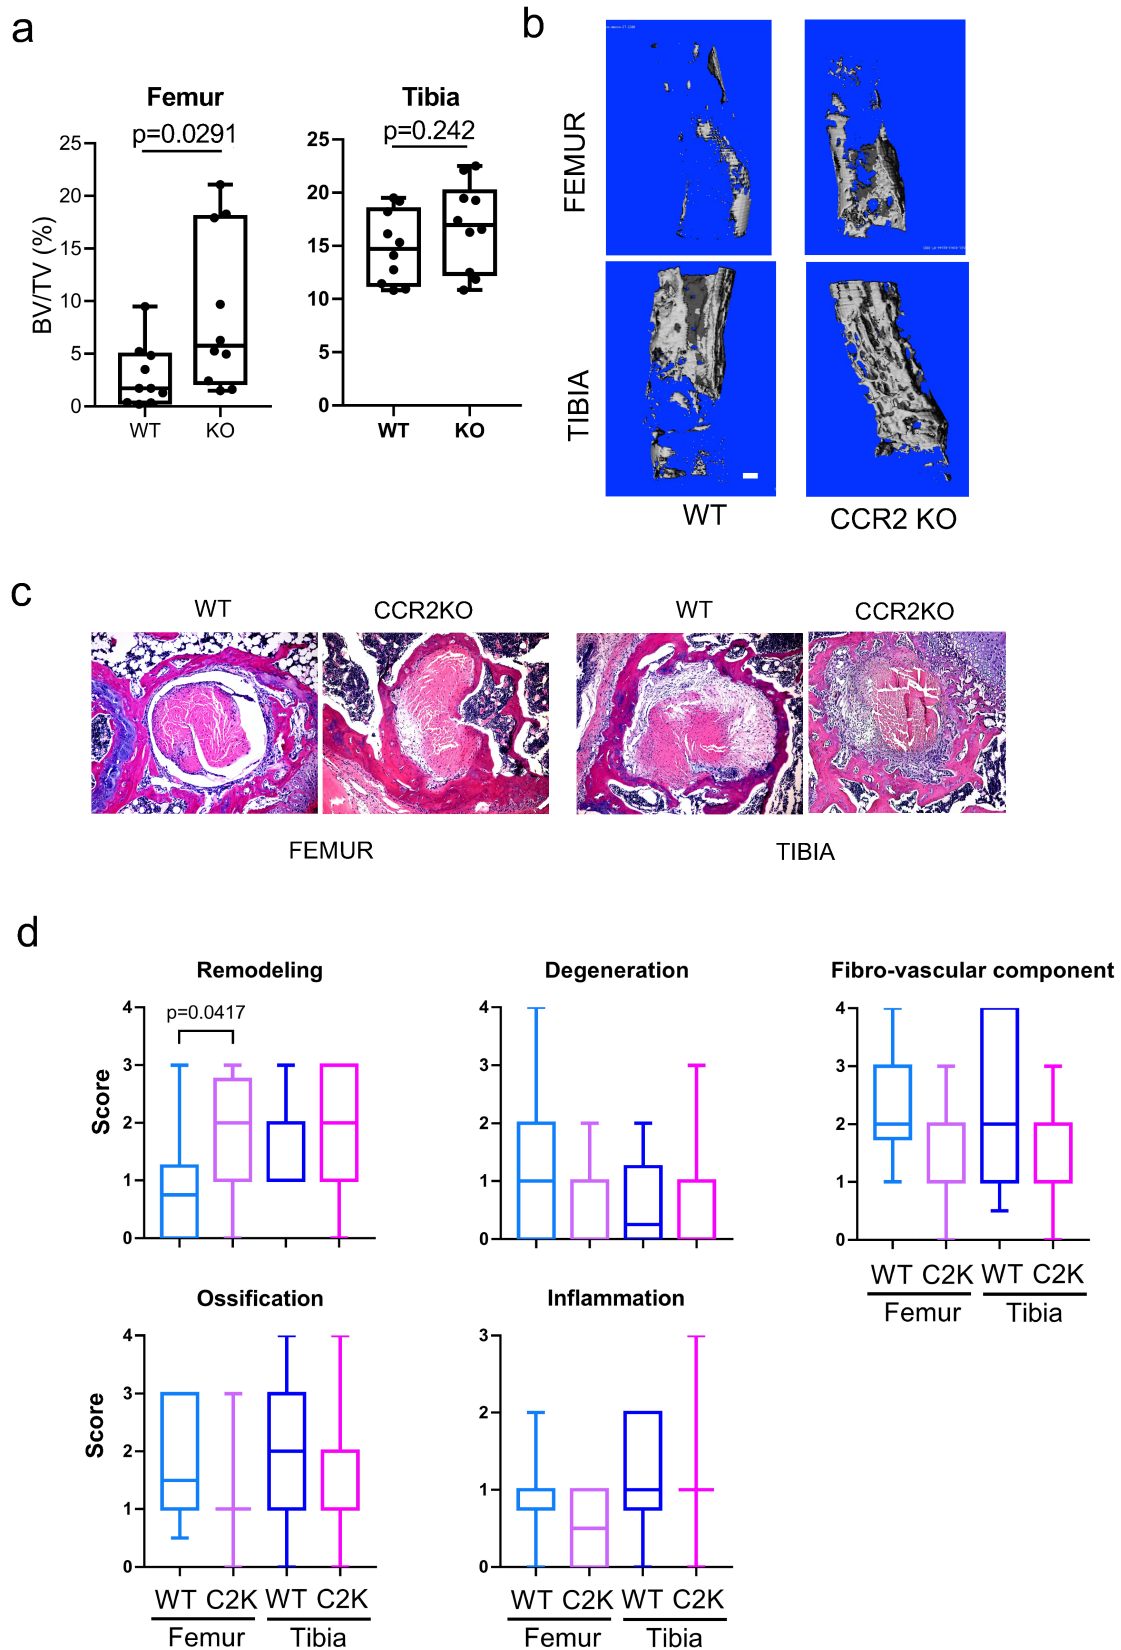 a
b
Femur
Tibia
p=0.0291
p=0.242
BV/TV (%)
25
20
15
10
5
0
WT
KO
25
20
15
10
5
0
WT
KO
FEMUR
TIBIA
WT
CCR2 KO
c
WT
CCR2KO
WT
CCR2KO
FEMUR
TIBIA
d
Remodeling
Degeneration
Fibro-vascular component
p=0.0417
Score
4
3
2
1
0
4
3
2
1
0
4
3
2
1
0
WT C2K WT C2K
Femur
Tibia
Ossification
Inflammation
Score
4
3
2
1
0
3
2
1
0
WT C2K WT C2K
Femur
Tibia
WT C2K WT C2K
Femur
Tibia